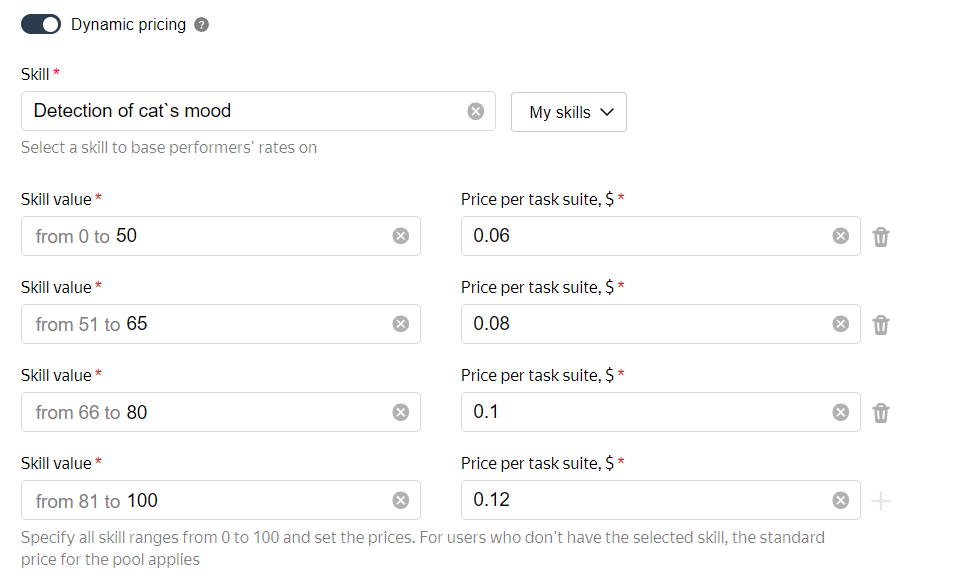 Dynamic pricing ?
Skill *
Detection of cat`s mood
My skills
Select a skill to base performers' rates on
Skill value * Price per task suite, $ *
from 0 to 50 0.06
Skill value * Price per task suite, $ *
from 51 to 65 0.08
Skill value * Price per task suite, $ *
from 66 to 80 0.1
Skill value * Price per task suite, $ *
from 81 to 100 0.12
Specify all skill ranges from 0 to 100 and set the prices. For users who don't have the selected skill, the standard
price for the pool applies